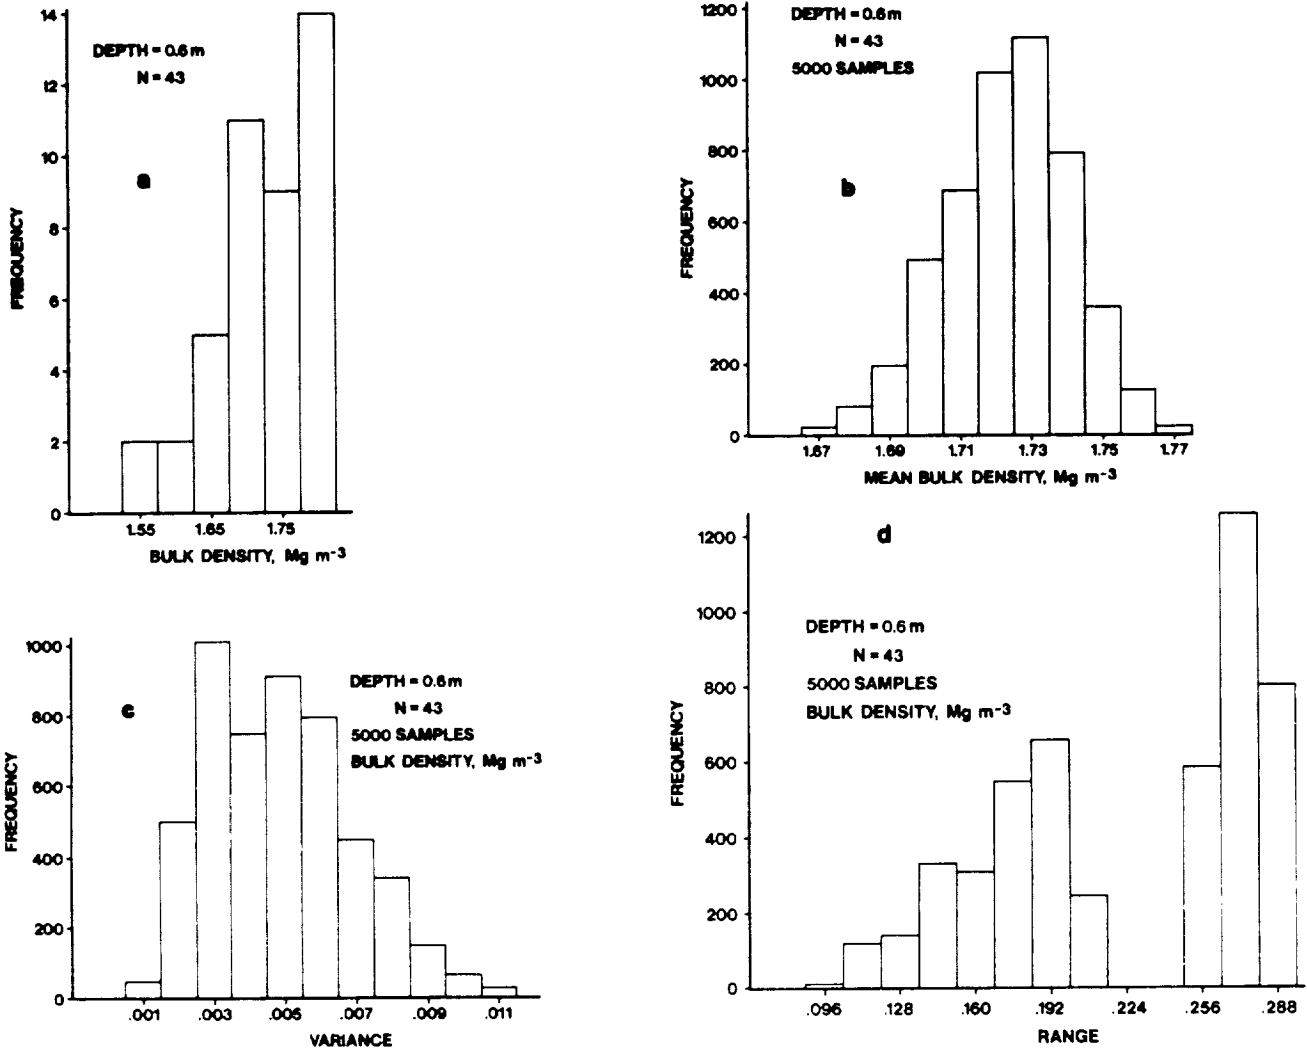 14
12
10
8
6
4
2
0
FREQUENCY
DEPTH = 0.6 m
N = 43
a
1.55 1.65 1.75
BULK DENSITY, Mg m⁻³
1200
1000
800
600
400
200
0
FREQUENCY
DEPTH = 0.6 m
N = 43
5000 SAMPLES
b
1.67 1.69 1.71 1.73 1.75 1.77
MEAN BULK DENSITY, Mg m⁻³
1000
800
600
400
200
0
FREQUENCY
c
DEPTH = 0.6 m
N = 43
5000 SAMPLES
BULK DENSITY, Mg m⁻³
.001 .003 .005 .007 .009 .011
VARIANCE
1200
1000
800
600
400
200
0
FREQUENCY
d
DEPTH = 0.6 m
N = 43
5000 SAMPLES
BULK DENSITY, Mg m⁻³
.096 .128 .160 .192 .224 .256 .288
RANGE